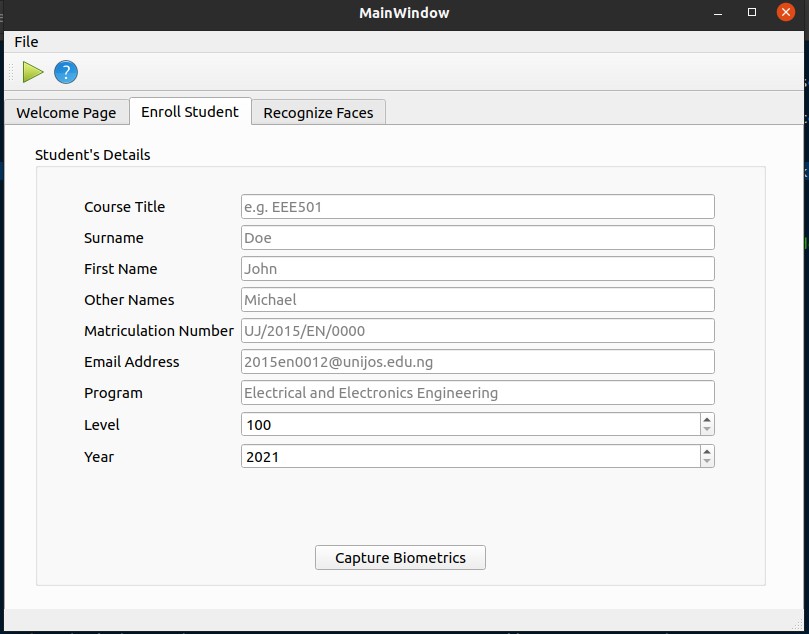 MainWindow
File
?
Welcome Page Enroll Student Recognize Faces
Student's Details
Course Title e.g. EEE501
Surname Doe
First Name John
Other Names Michael
Matriculation Number UJ/2015/EN/0000
Email Address 2015en0012@unijos.edu.ng
Program Electrical and Electronics Engineering
Level 100
Year 2021
Capture Biometrics